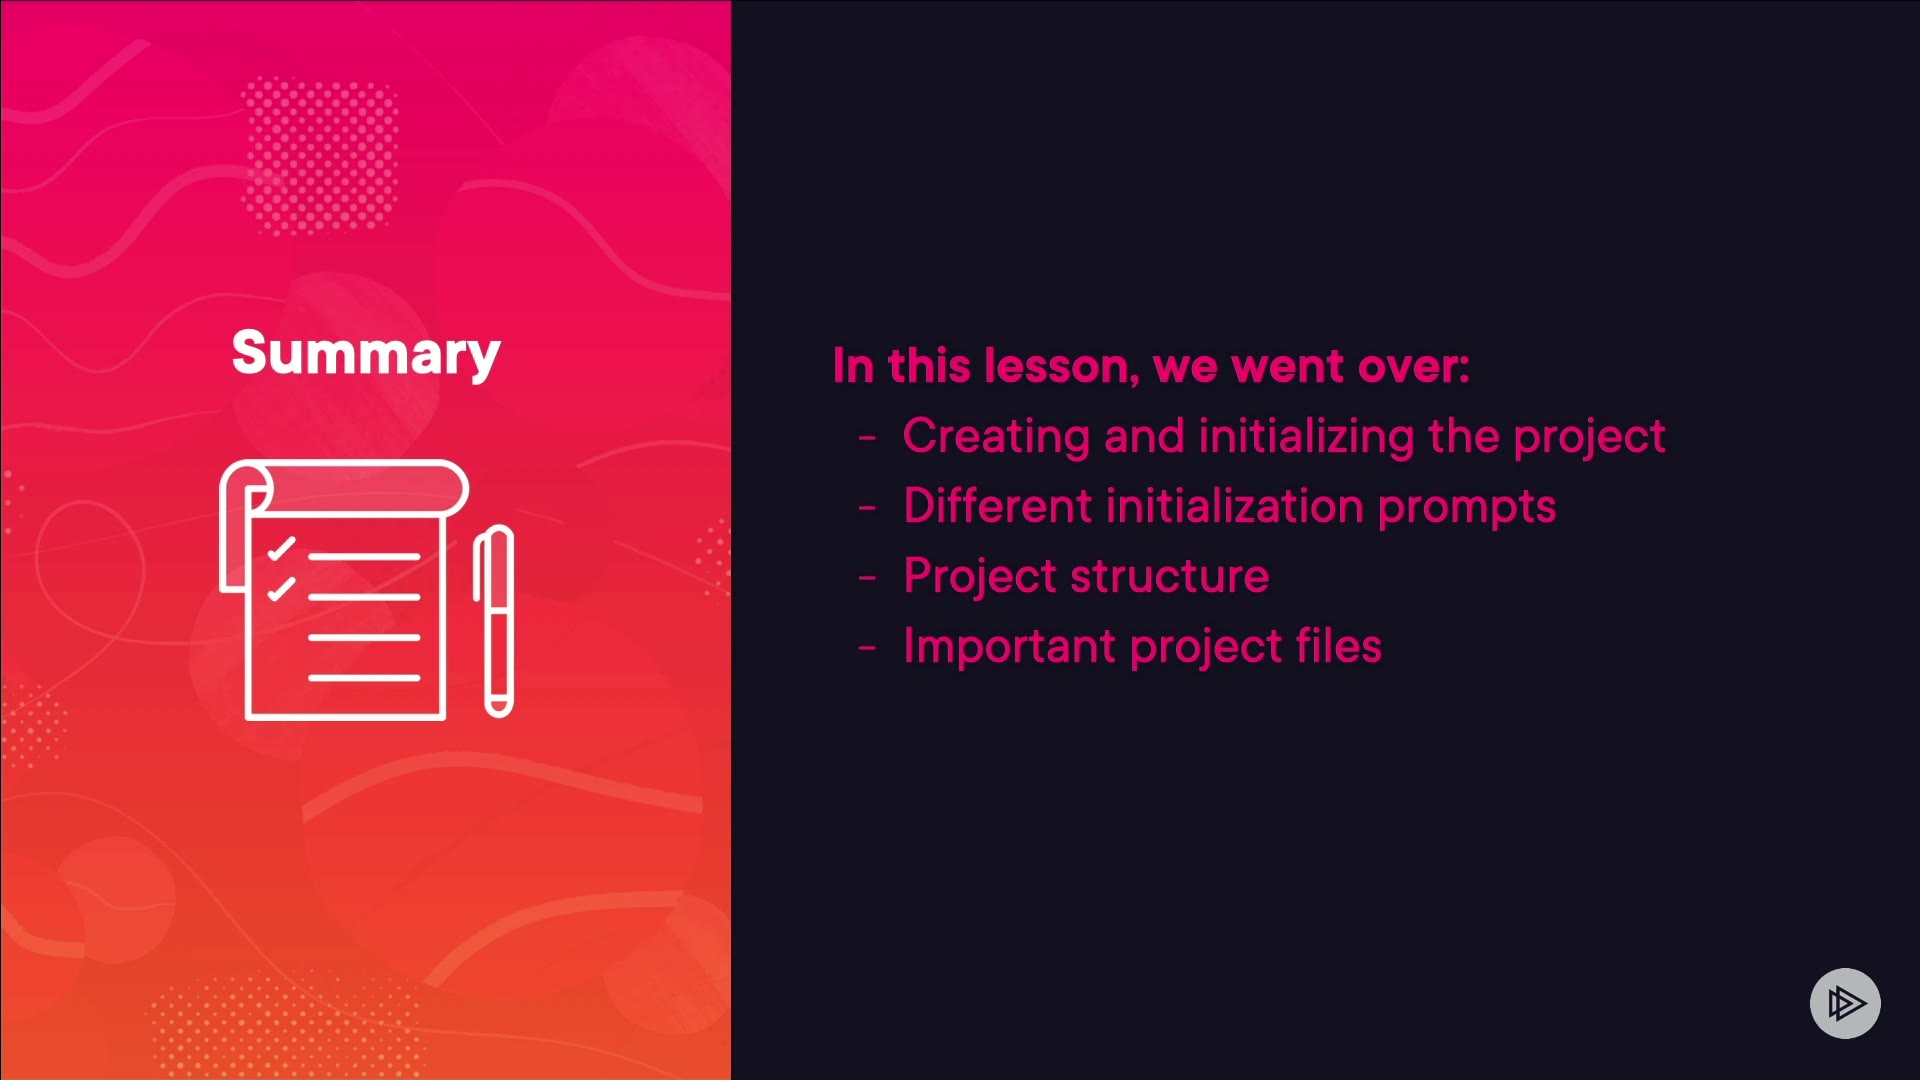 Summary
In this lesson, we went over:
- Creating and initializing the project
- Different initialization prompts
- Project structure
- Important project files